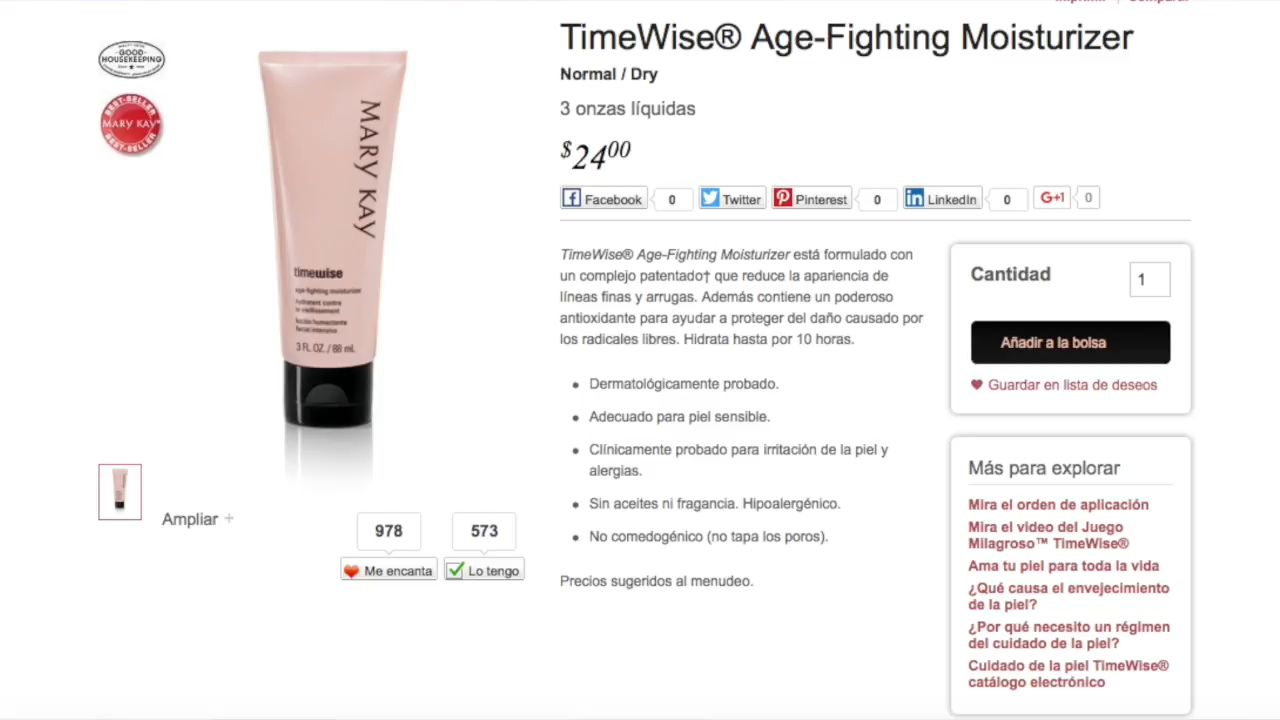 TimeWise® Age-Fighting Moisturizer
Normal / Dry
3 onzas líquidas
$24⁰⁰
Facebook 0 Twitter Pinterest 0 LinkedIn 0 G+1 0
GOOD
HOUSEKEEPING
BEST-SELLER
MARY KAY®
BEST-SELLER
MARY KAY
timewise
age-fighting moisturizer
3 FL. OZ. / 88 mL
Ampliar +
978 573
Me encanta Lo tengo
TimeWise® Age-Fighting Moisturizer está formulado con
un complejo patentado† que reduce la apariencia de
líneas finas y arrugas. Además contiene un poderoso
antioxidante para ayudar a proteger del daño causado por
los radicales libres. Hidrata hasta por 10 horas.
• Dermatológicamente probado.
• Adecuado para piel sensible.
• Clínicamente probado para irritación de la piel y
alergias.
• Sin aceites ni fragancia. Hipoalergénico.
• No comedogénico (no tapa los poros).
Precios sugeridos al menudeo.
Cantidad 1
Añadir a la bolsa
Guardar en lista de deseos
Más para explorar
Mira el orden de aplicación
Mira el video del Juego
Milagroso™ TimeWise®
Ama tu piel para toda la vida
¿Qué causa el envejecimiento
de la piel?
¿Por qué necesito un régimen
del cuidado de la piel?
Cuidado de la piel TimeWise®
catálogo electrónico